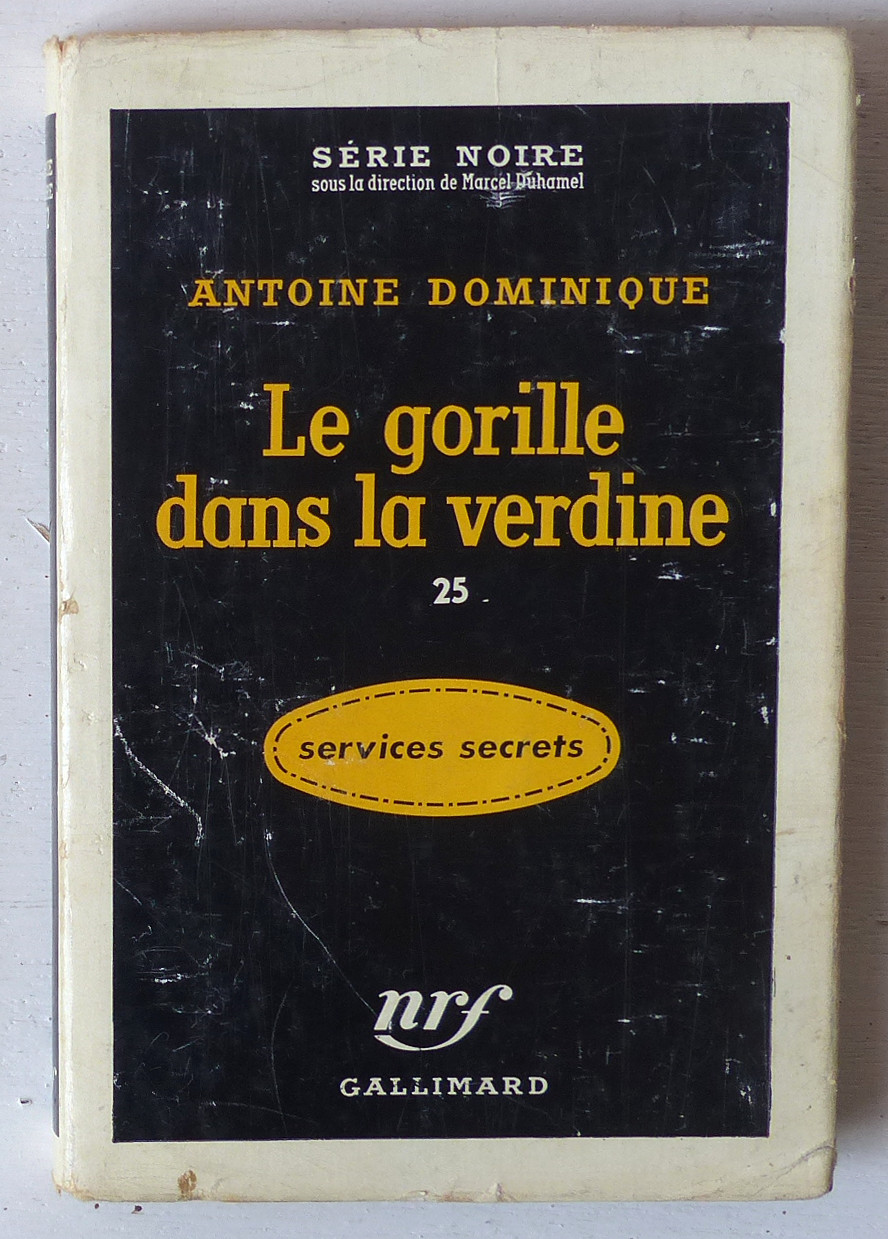 SÉRIE NOIRE
sous la direction de Marcel Duhamel
ANTOINE DOMINIQUE
Le gorille
dans la verdine
25
services secrets
nrf
GALLIMARD